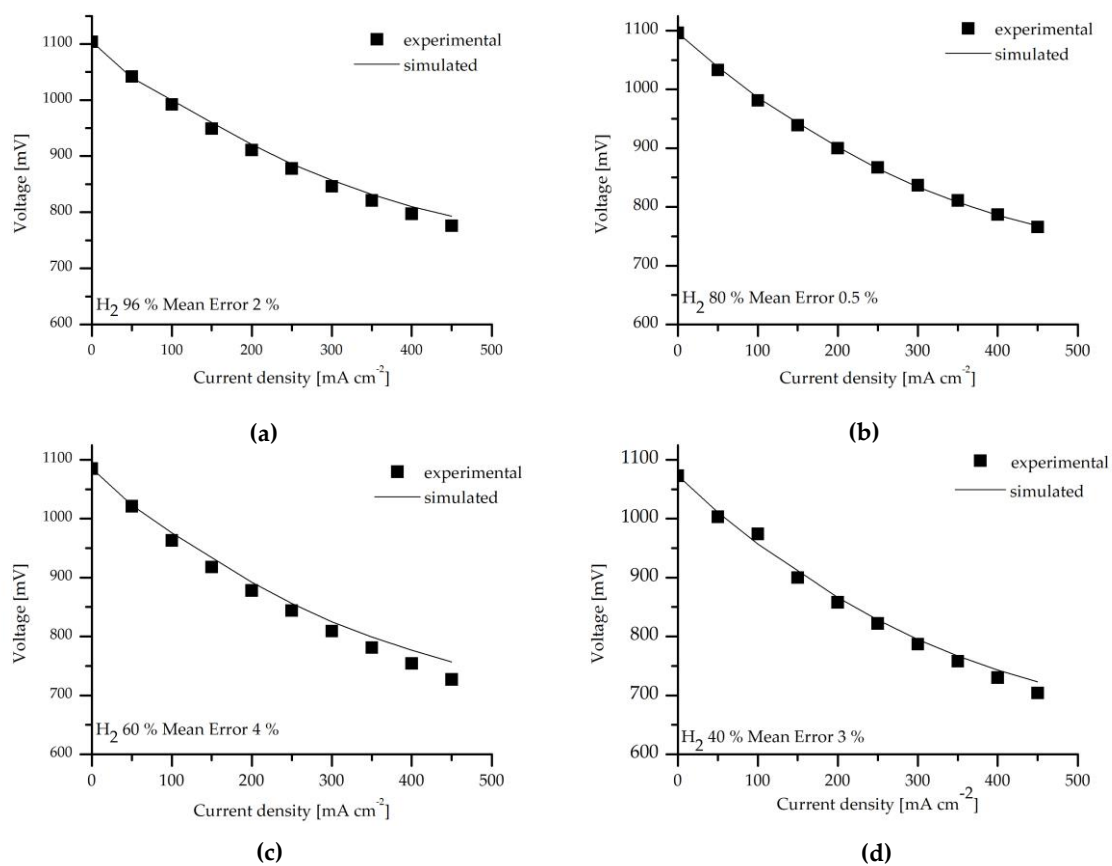 1100
1000
900
800
700
600
Voltage [mV]
experimental
simulated
H2 96 % Mean Error 2 %
0 100 200 300 400 500
Current density [mA cm-2]
(a)
1100
1000
900
800
700
600
Voltage [mV]
experimental
simulated
H2 80 % Mean Error 0.5 %
0 100 200 300 400 500
Current density [mA cm-2]
(b)
1100
1000
900
800
700
600
Voltage [mV]
experimental
simulated
H2 60 % Mean Error 4 %
0 100 200 300 400 500
Current density [mA cm-2]
(c)
1100
1000
900
800
700
600
Voltage [mV]
experimental
simulated
H2 40 % Mean Error 3 %
0 100 200 300 400 500
Current density [mA cm-2]
(d)